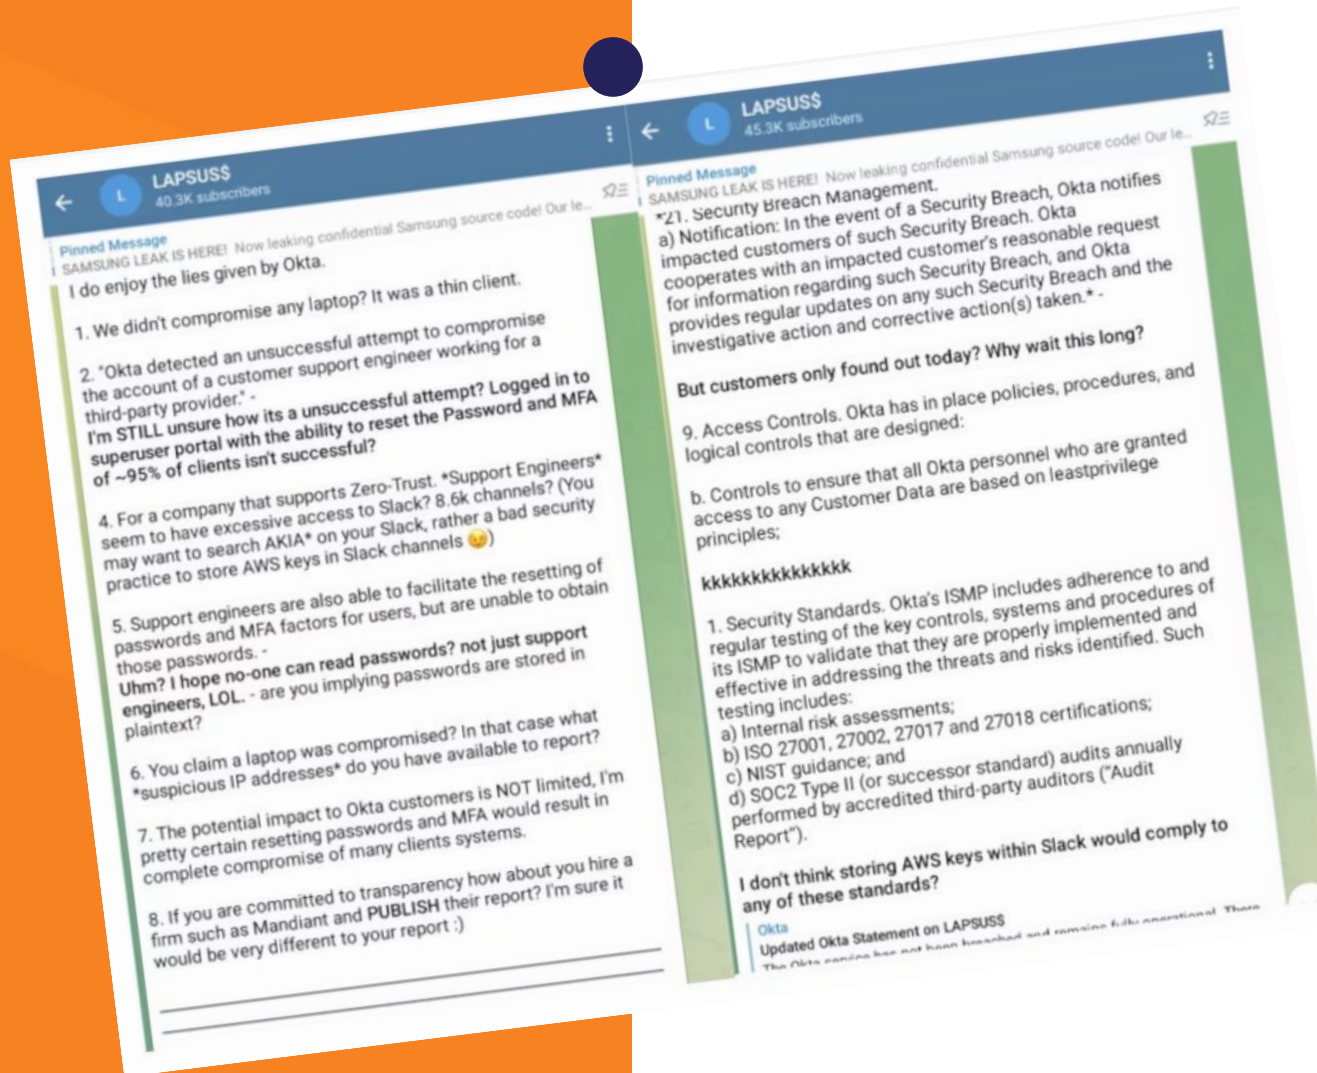 LAPSUS$
40.3K subscribers
Pinned Message
SAMSUNG LEAK IS HERE! Now leaking confidential Samsung source code! Our le...
I do enjoy the lies given by Okta.
1. We didn't compromise any laptop? It was a thin client.
2. "Okta detected an unsuccessful attempt to compromise
the account of a customer support engineer working for a
third-party provider." -
I'm STILL unsure how its a unsuccessful attempt? Logged in to
superuser portal with the ability to reset the Password and MFA
of ~95% of clients isn't successful?
4. For a company that supports Zero-Trust. *Support Engineers*
seem to have excessive access to Slack? 8.6k channels? (You
may want to search AKIA* on your Slack, rather a bad security
practice to store AWS keys in Slack channels 😉)
5. Support engineers are also able to facilitate the resetting of
passwords and MFA factors for users, but are unable to obtain
those passwords. -
Uhm? I hope no-one can read passwords? not just support
engineers, LOL. - are you implying passwords are stored in
plaintext?
6. You claim a laptop was compromised? In that case what
*suspicious IP addresses* do you have available to report?
7. The potential impact to Okta customers is NOT limited, I'm
pretty certain resetting passwords and MFA would result in
complete compromise of many clients systems.
8. If you are committed to transparency how about you hire a
firm such as Mandiant and PUBLISH their report? I'm sure it
would be very different to your report :)
L
LAPSUS$
45.3K subscribers
Pinned Message
SAMSUNG LEAK IS HERE! Now leaking confidential Samsung source code! Our le...
*21. Security Breach Management.
a) Notification: In the event of a Security Breach, Okta notifies
impacted customers of such Security Breach. Okta
cooperates with an impacted customer's reasonable request
for information regarding such Security Breach, and Okta
provides regular updates on any such Security Breach and the
investigative action and corrective action(s) taken.* -
But customers only found out today? Why wait this long?
9. Access Controls. Okta has in place policies, procedures, and
logical controls that are designed:
b. Controls to ensure that all Okta personnel who are granted
access to any Customer Data are based on leastprivilege
principles;
kkkkkkkkkkkkkkk
1. Security Standards. Okta's ISMP includes adherence to and
regular testing of the key controls, systems and procedures of
its ISMP to validate that they are properly implemented and
effective in addressing the threats and risks identified. Such
testing includes:
a) Internal risk assessments;
b) ISO 27001, 27002, 27017 and 27018 certifications;
c) NIST guidance; and
d) SOC2 Type II (or successor standard) audits annually
performed by accredited third-party auditors ("Audit
Report").
I don't think storing AWS keys within Slack would comply to
any of these standards?
Okta
Updated Okta Statement on LAPSUS$
The Okta service has not been breached and remains fully operational. There